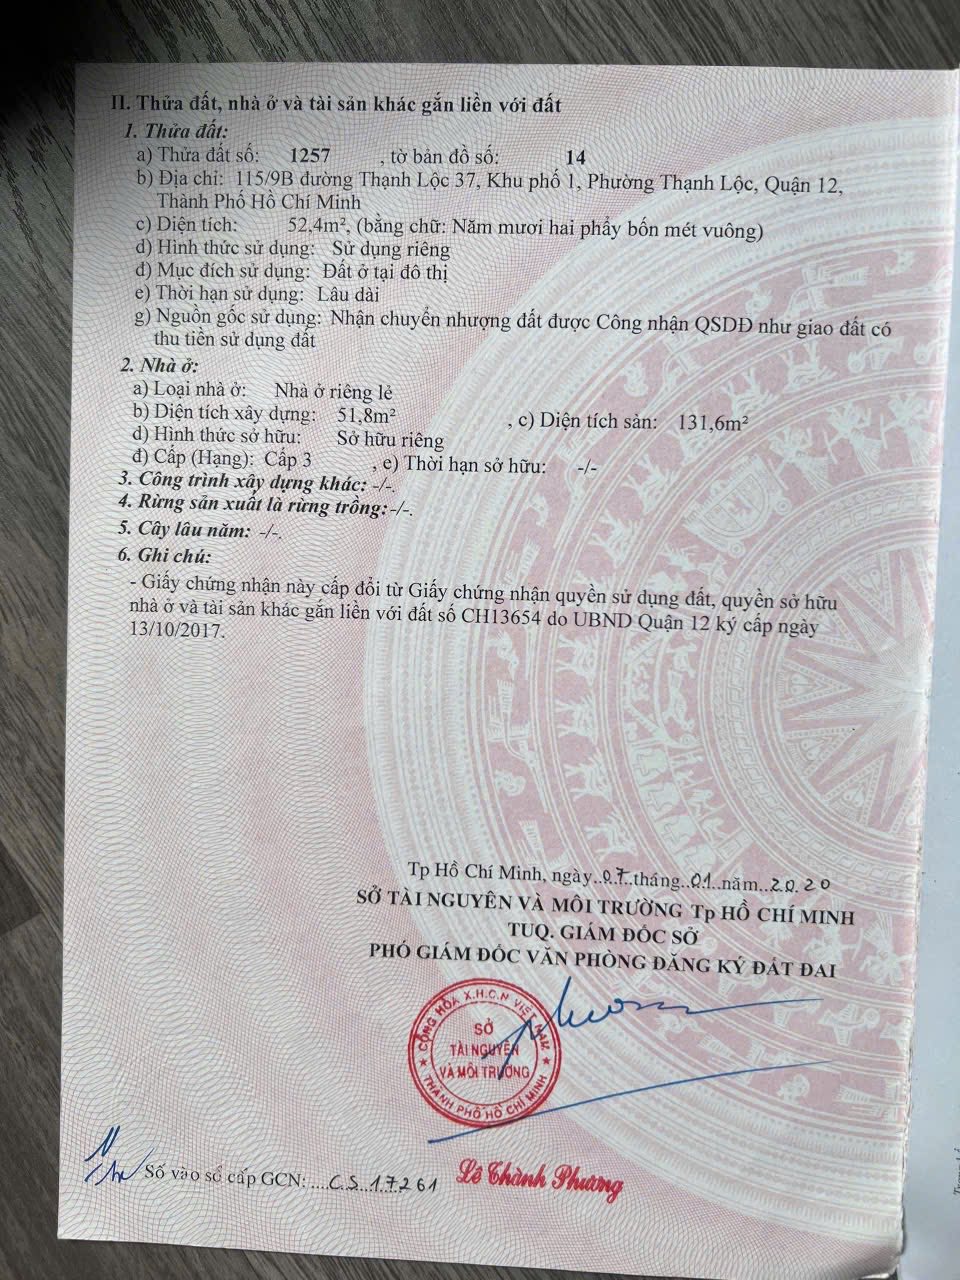 II. Thửa đất, nhà ở và tài sản khác gắn liền với đất
1. Thửa đất:
a) Thửa đất số: 1257 , tờ bản đồ số: 14
b) Địa chỉ: 115/9B đường Thạnh Lộc 37, Khu phố 1, Phường Thạnh Lộc, Quận 12,
Thành Phố Hồ Chí Minh
c) Diện tích: 52,4m², (bằng chữ: Năm mươi hai phẩy bốn mét vuông)
d) Hình thức sử dụng: Sử dụng riêng
đ) Mục đích sử dụng: Đất ở tại đô thị
e) Thời hạn sử dụng: Lâu dài
g) Nguồn gốc sử dụng: Nhận chuyển nhượng đất được Công nhận QSDĐ như giao đất có
thu tiền sử dụng đất
2. Nhà ở:
a) Loại nhà ở: Nhà ở riêng lẻ
b) Diện tích xây dựng: 51,8m² , c) Diện tích sàn: 131,6m²
d) Hình thức sở hữu: Sở hữu riêng
đ) Cấp (Hạng): Cấp 3 , e) Thời hạn sở hữu: -/-
3. Công trình xây dựng khác: -/-.
4. Rừng sản xuất là rừng trồng:-/-.
5. Cây lâu năm: -/-.
6. Ghi chú:
- Giấy chứng nhận này cấp đổi từ Giấy chứng nhận quyền sử dụng đất, quyền sở hữu
nhà ở và tài sản khác gắn liền với đất số CH13654 do UBND Quận 12 ký cấp ngày
13/10/2017.
Tp Hồ Chí Minh, ngày..07.tháng..01.năm..2020
SỞ TÀI NGUYÊN VÀ MÔI TRƯỜNG Tp HỒ CHÍ MINH
TUQ. GIÁM ĐỐC SỞ
PHÓ GIÁM ĐỐC VĂN PHÒNG ĐĂNG KÝ ĐẤT ĐAI
CỘNG HÒA X.H.C.N VIỆT NAM
SỞ
TÀI NGUYÊN
VÀ MÔI TRƯỜNG
THÀNH PHỐ HỒ CHÍ MINH
Lê Thành Phương
Số vào sổ cấp GCN: ....CS17261